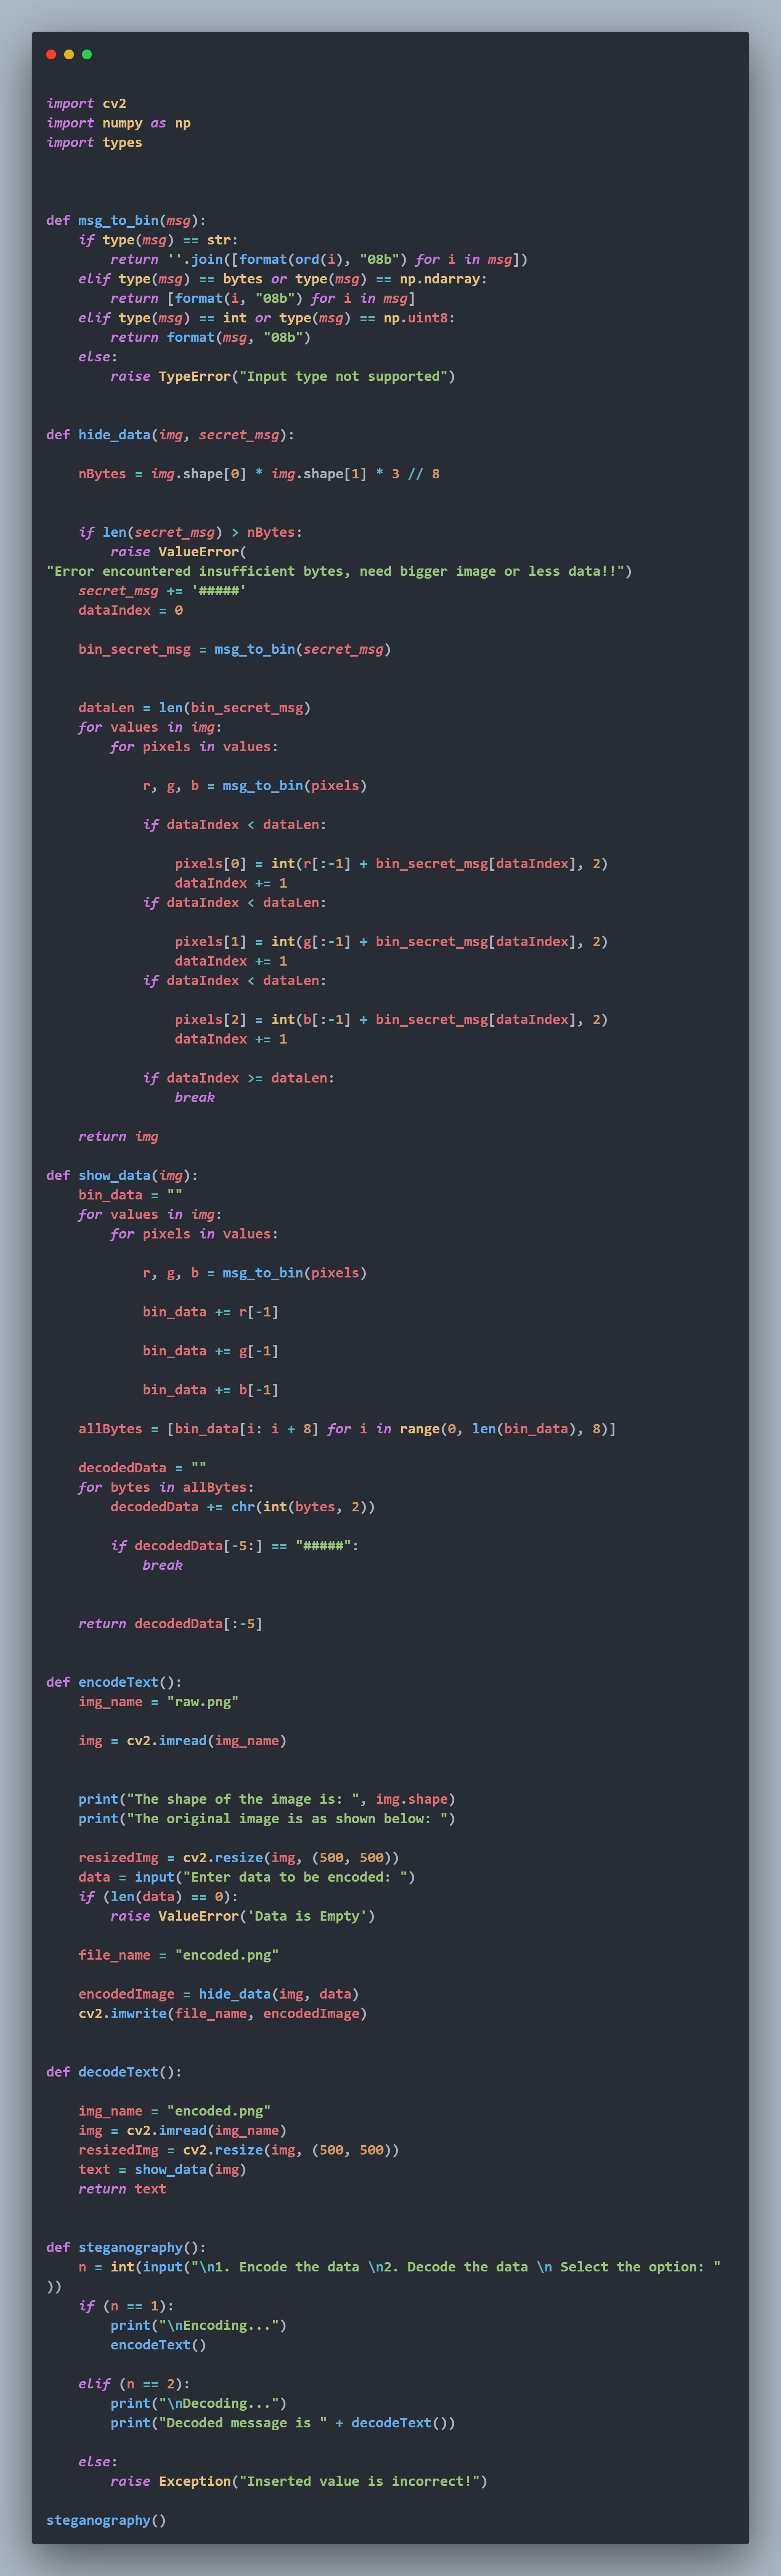 import cv2
import numpy as np
import types
def msg_to_bin(msg):
    if type(msg) == str:
        return ''.join([format(ord(i), "08b") for i in msg])
    elif type(msg) == bytes or type(msg) == np.ndarray:
        return [format(i, "08b") for i in msg]
    elif type(msg) == int or type(msg) == np.uint8:
        return format(msg, "08b")
    else:
        raise TypeError("Input type not supported")
def hide_data(img, secret_msg):
    nBytes = img.shape[0] * img.shape[1] * 3 // 8
    if len(secret_msg) > nBytes:
        raise ValueError(
"Error encountered insufficient bytes, need bigger image or less data!!")
    secret_msg += '#####'
    dataIndex = 0
    bin_secret_msg = msg_to_bin(secret_msg)
    dataLen = len(bin_secret_msg)
    for values in img:
        for pixels in values:
            r, g, b = msg_to_bin(pixels)
            if dataIndex < dataLen:
                pixels[0] = int(r[:-1] + bin_secret_msg[dataIndex], 2)
                dataIndex += 1
            if dataIndex < dataLen:
                pixels[1] = int(g[:-1] + bin_secret_msg[dataIndex], 2)
                dataIndex += 1
            if dataIndex < dataLen:
                pixels[2] = int(b[:-1] + bin_secret_msg[dataIndex], 2)
                dataIndex += 1
            if dataIndex >= dataLen:
                break
    return img
def show_data(img):
    bin_data = ""
    for values in img:
        for pixels in values:
            r, g, b = msg_to_bin(pixels)
            bin_data += r[-1]
            bin_data += g[-1]
            bin_data += b[-1]
    allBytes = [bin_data[i: i + 8] for i in range(0, len(bin_data), 8)]
    decodedData = ""
    for bytes in allBytes:
        decodedData += chr(int(bytes, 2))
        if decodedData[-5:] == "#####":
            break
    return decodedData[:-5]
def encodeText():
    img_name = "raw.png"
    img = cv2.imread(img_name)
    print("The shape of the image is: ", img.shape)
    print("The original image is as shown below: ")
    resizedImg = cv2.resize(img, (500, 500))
    data = input("Enter data to be encoded: ")
    if (len(data) == 0):
        raise ValueError('Data is Empty')
    file_name = "encoded.png"
    encodedImage = hide_data(img, data)
    cv2.imwrite(file_name, encodedImage)
def decodeText():
    img_name = "encoded.png"
    img = cv2.imread(img_name)
    resizedImg = cv2.resize(img, (500, 500))
    text = show_data(img)
    return text
def steganography():
    n = int(input("\n1. Encode the data \n2. Decode the data \n Select the option: "
))
    if (n == 1):
        print("\nEncoding...")
        encodeText()
    elif (n == 2):
        print("\nDecoding...")
        print("Decoded message is " + decodeText())
    else:
        raise Exception("Inserted value is incorrect!")
steganography()